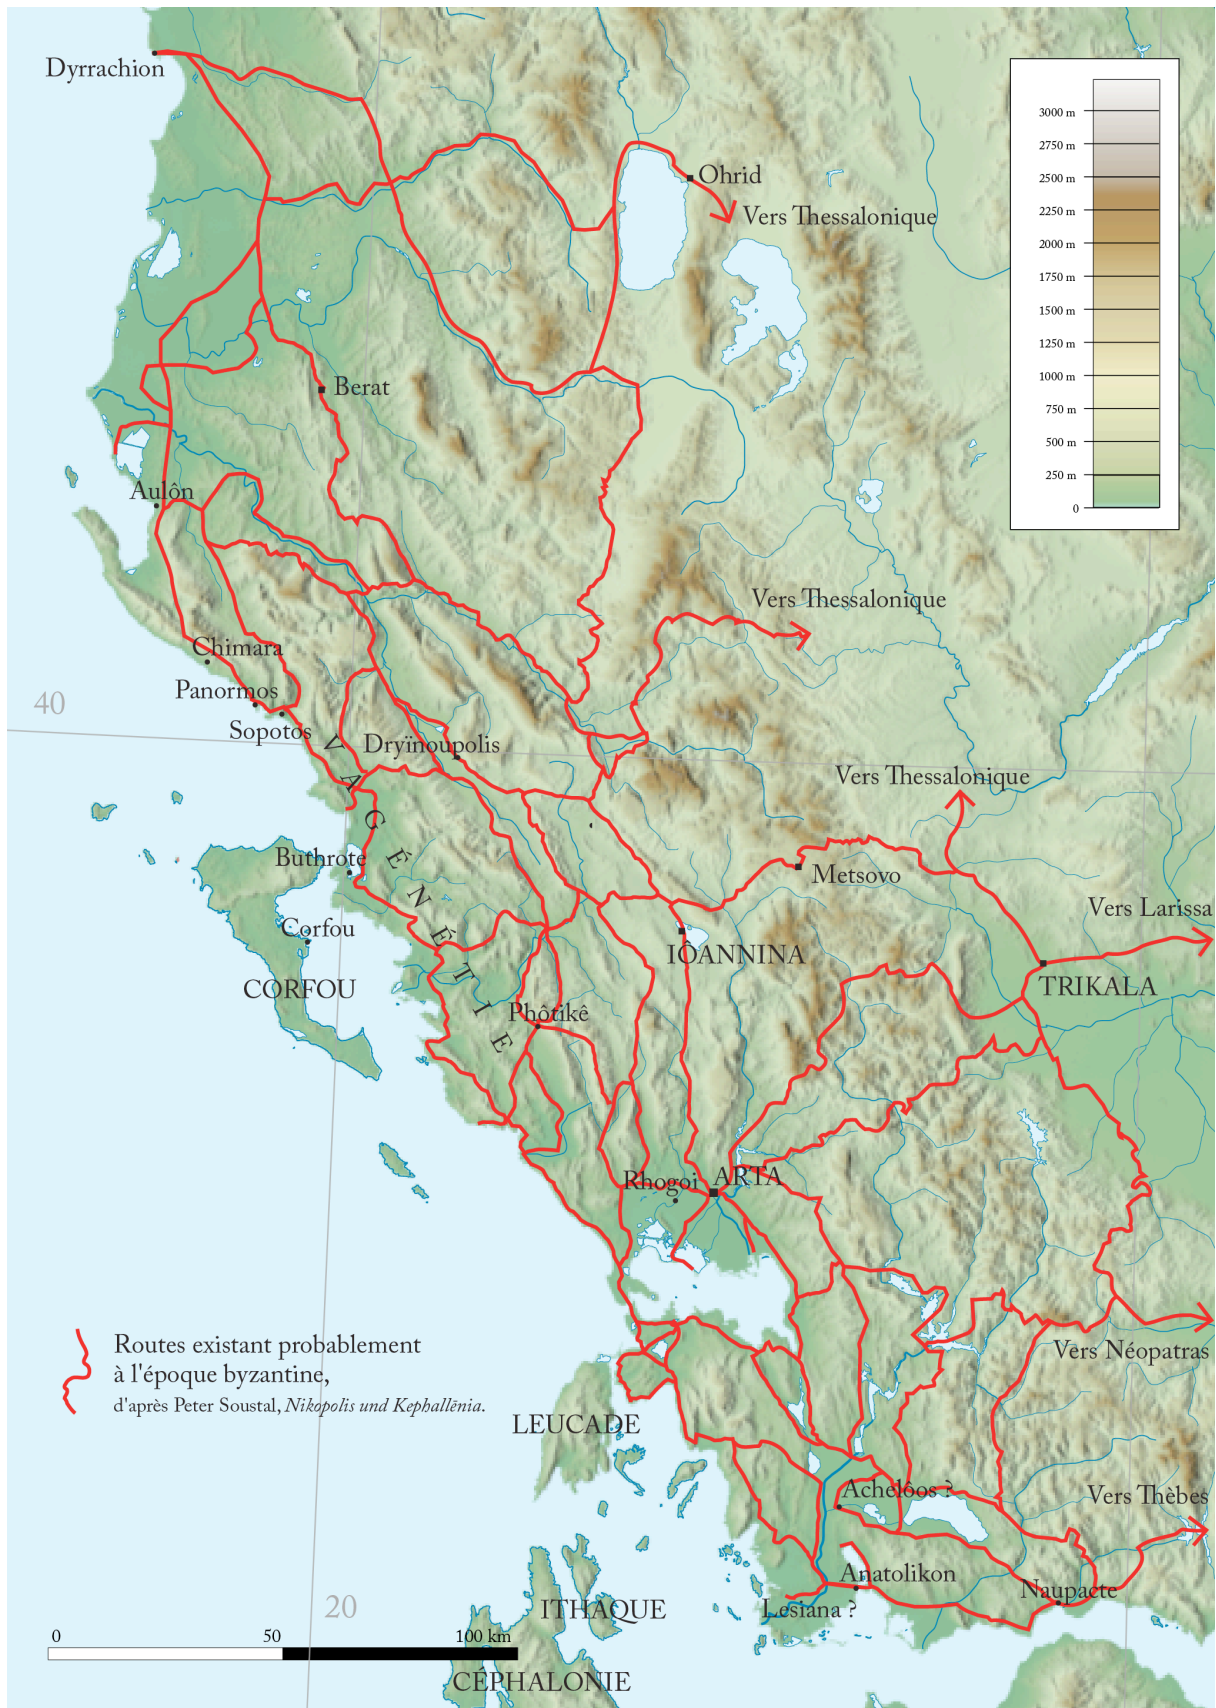 Dyrrachion
3000 m
2750 m
2500 m
2250 m
2000 m
1750 m
1500 m
1250 m
1000 m
750 m
500 m
250 m
0
Ohrid
Vers Thessalonique
Berat
Aulôn
Vers Thessalonique
Chimara
Panormos
40
Sopotos
Dryïnoupolis
VAGÉNÉTIE
Vers Thessalonique
Buthrote
Metsovo
Vers Larissa
Corfou
IÔANNINA
CORFOU
TRIKALA
Phôtikê
Rhogoi
ARTA
Routes existant probablement
à l'époque byzantine,
d'après Peter Soustal, Nikopolis und Kephallēnia.
Vers Néopatras
LEUCADE
Achelôos ?
Vers Thèbes
Anatolikon
Naupacte
Lesiana ?
20
ITHAQUE
0 50 100 km
CÉPHALONIE